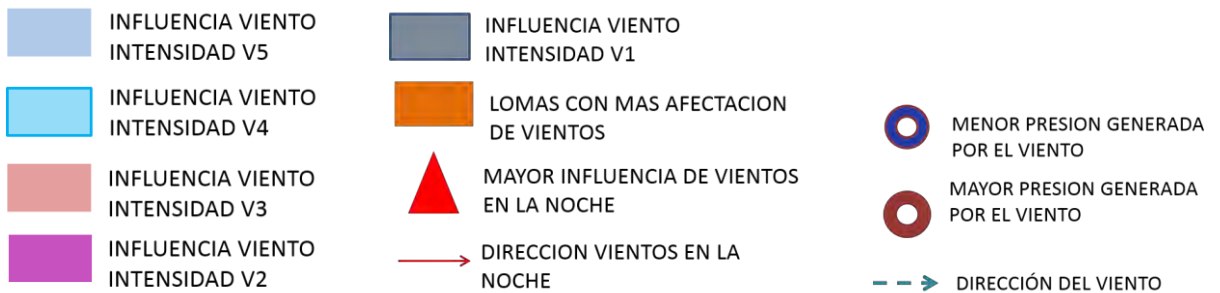 INFLUENCIA VIENTO
INTENSIDAD V5
INFLUENCIA VIENTO
INTENSIDAD V4
INFLUENCIA VIENTO
INTENSIDAD V3
INFLUENCIA VIENTO
INTENSIDAD V2
INFLUENCIA VIENTO
INTENSIDAD V1
LOMAS CON MAS AFECTACION
DE VIENTOS
MAYOR INFLUENCIA DE VIENTOS
EN LA NOCHE
DIRECCION VIENTOS EN LA
NOCHE
MENOR PRESION GENERADA
POR EL VIENTO
MAYOR PRESION GENERADA
POR EL VIENTO
DIRECCIÓN DEL VIENTO